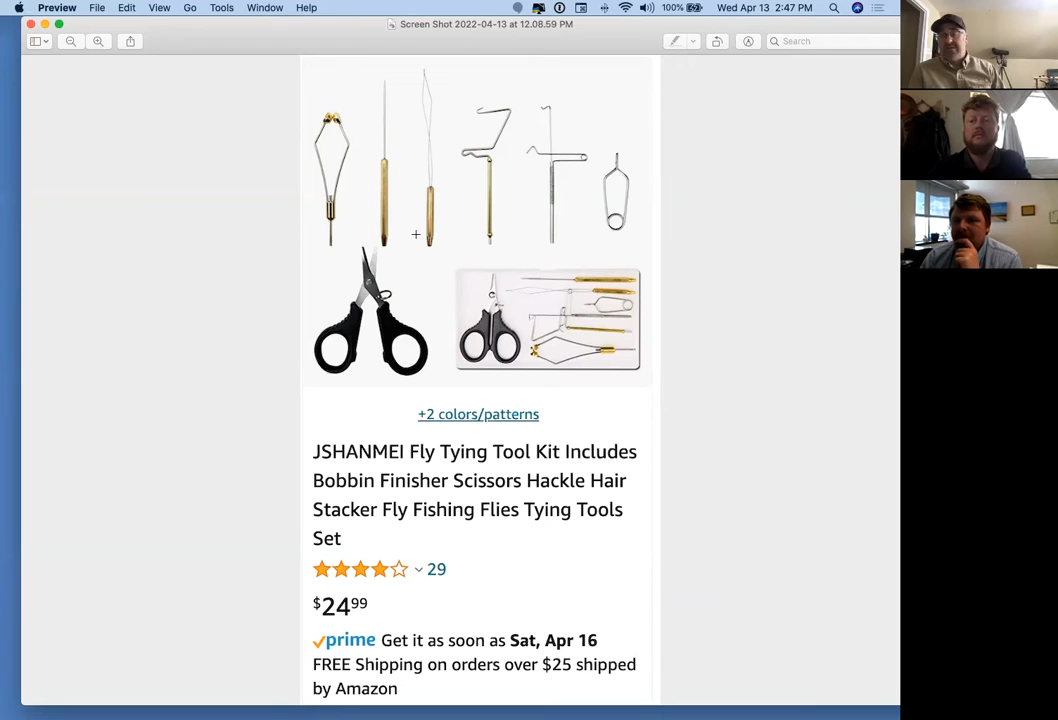 Preview File Edit View Go Tools Window Help 100% Wed Apr 13 2:47 PM
Screen Shot 2022-04-13 at 12.08.59 PM
Search
+2 colors/patterns
JSHANMEI Fly Tying Tool Kit Includes
Bobbin Finisher Scissors Hackle Hair
Stacker Fly Fishing Flies Tying Tools
Set
29
$2499
prime Get it as soon as Sat, Apr 16
FREE Shipping on orders over $25 shipped
by Amazon